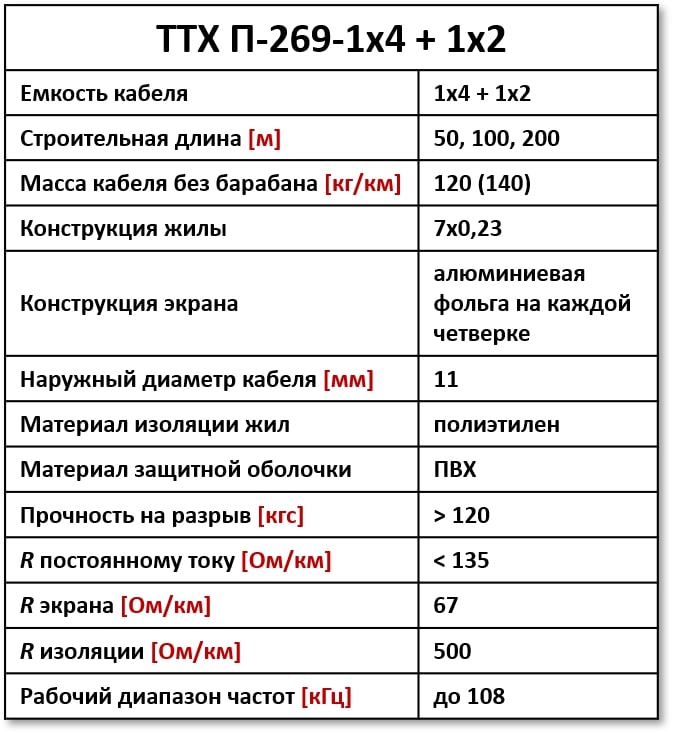 ТТХ П-269-1х4 + 1х2
Емкость кабеля 1х4 + 1х2
Строительная длина [м] 50, 100, 200
Масса кабеля без барабана [кг/км] 120 (140)
Конструкция жилы 7х0,23
Конструкция экрана алюминиевая
фольга на каждой
четверке
Наружный диаметр кабеля [мм] 11
Материал изоляции жил полиэтилен
Материал защитной оболочки ПВХ
Прочность на разрыв [кгс] > 120
R постоянному току [Ом/км] < 135
R экрана [Ом/км] 67
R изоляции [Ом/км] 500
Рабочий диапазон частот [кГц] до 108